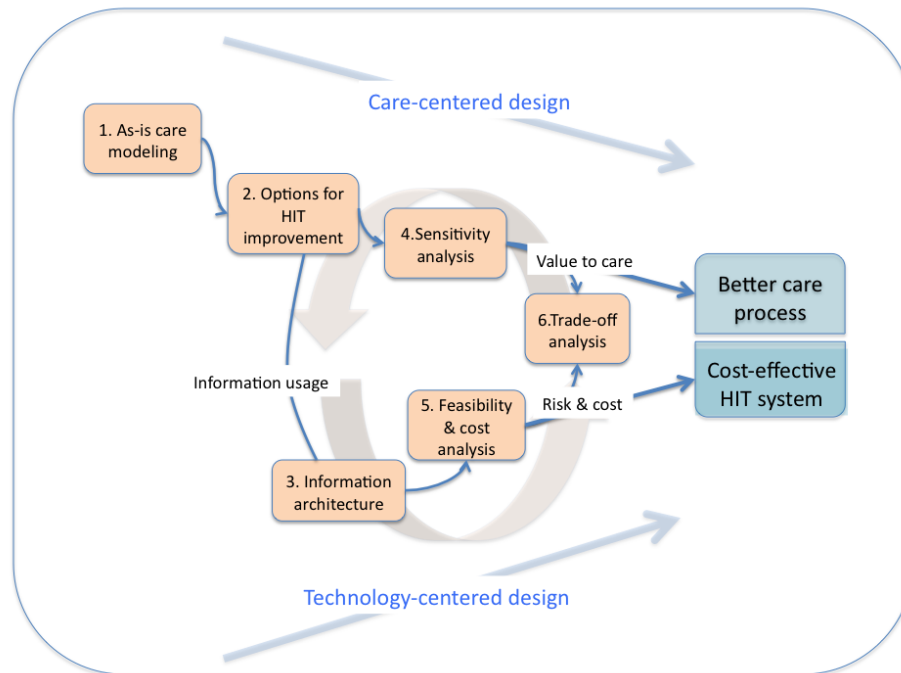 Care-centered design
1. As-is care
modeling
2. Options for
HIT
improvement
4.Sensitivity
analysis
Value to care
Better care
process
6.Trade-off
analysis
Information usage
Cost-effective
HIT system
5. Feasibility
& cost
analysis
Risk & cost
3. Information
architecture
Technology-centered design